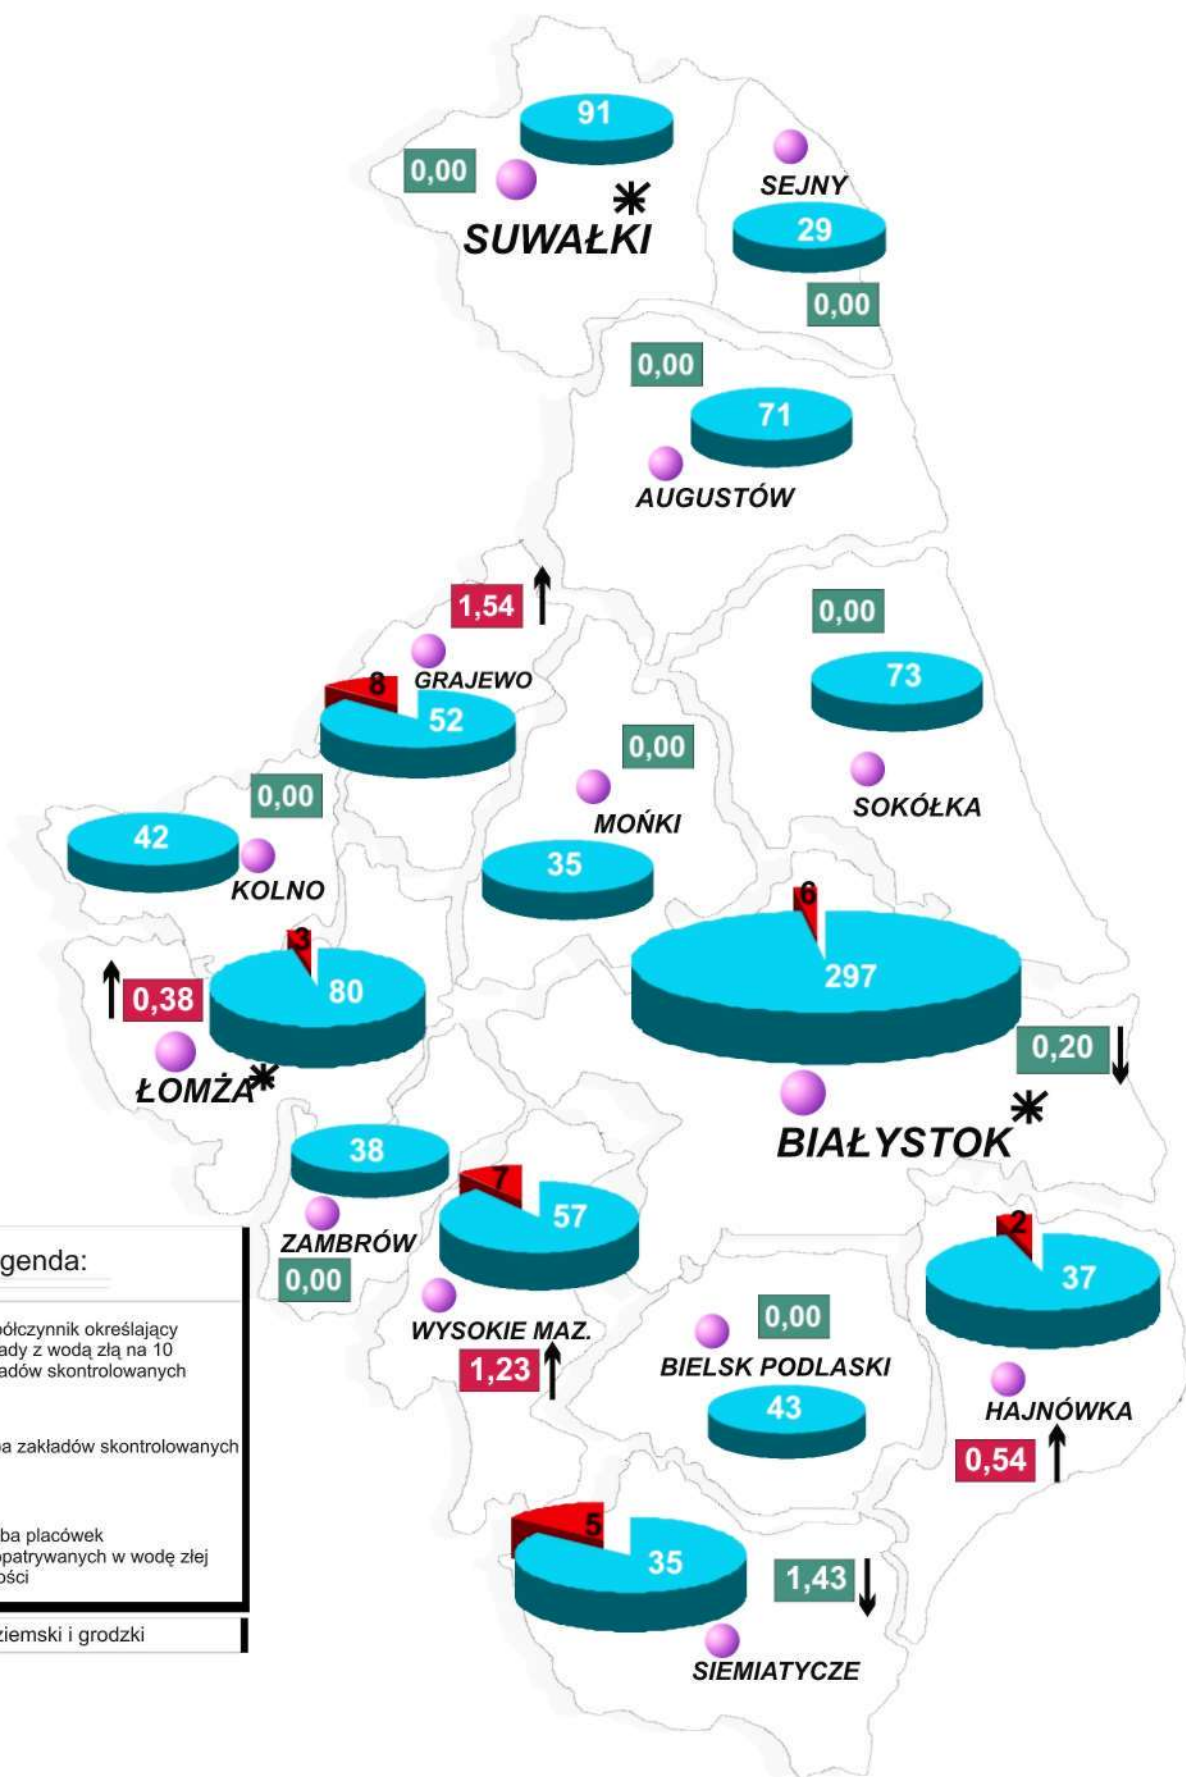 91
0,00
SUWAŁKI
SEJNY
29
0,00
0,00
71
AUGUSTÓW
1,54
GRAJEWO
8
52
0,00
73
SOKÓŁKA
0,00
MOŃKI
35
0,00
42
KOLNO
3
80
0,38
ŁOMŻA
6
297
0,20
BIAŁYSTOK
38
ZAMBRÓW
0,00
7
57
WYSOKIE MAZ.
1,23
0,00
BIELSK PODLASKI
43
2
37
HAJNÓWKA
0,54
5
35
1,43
SIEMIATYCZE
genda:
półczynnik określający
ady z wodą złą na 10
adów skontrolowanych
ba zakładów skontrolowanych
ba placówek
opatrywanych w wodę złej
ości
ziemski i grodzki